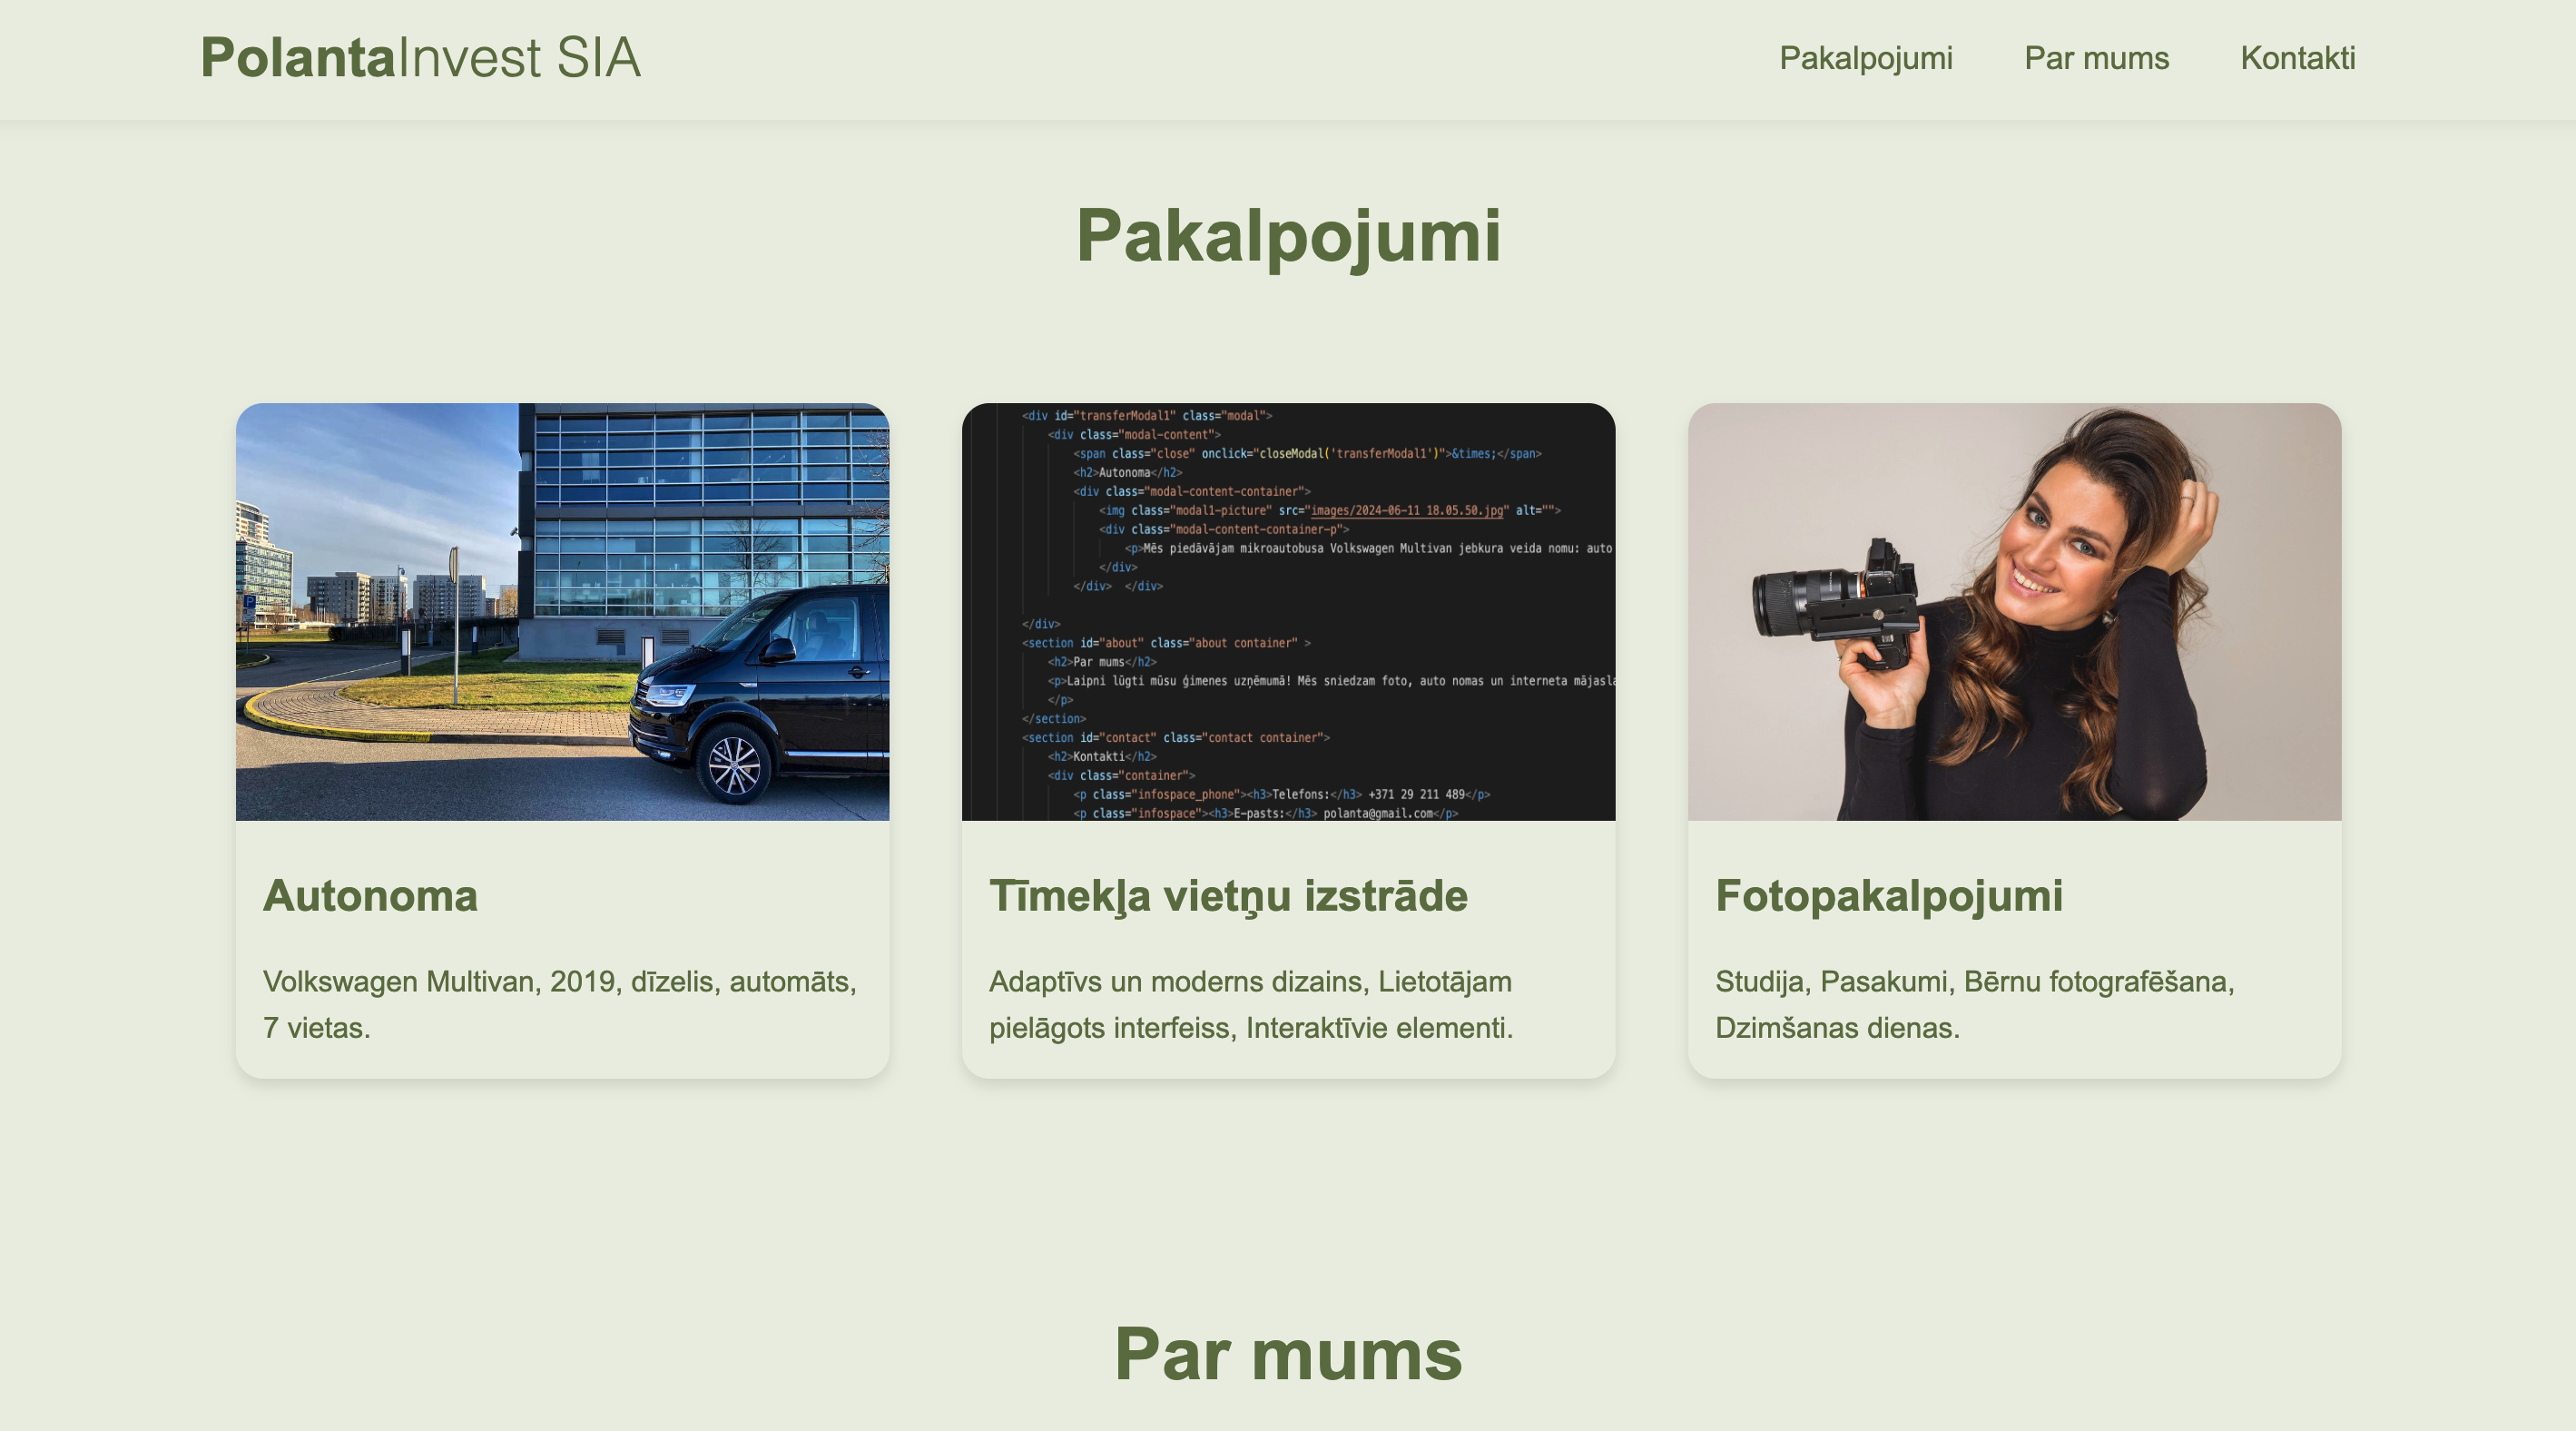 PolantaInvest SIA
Pakalpojumi
Par mums
Kontakti
Pakalpojumi
<div id="transferModal1" class="modal">
<div class="modal-content">
<span class="close" onclick="closeModal('transferModal1')">&times;</span>
<h2>Autonoma</h2>
<div class="modal-content-container">
<img class="modal1-picture" src="images/2024-06-11 18.05.50.jpg" alt="">
<div class="modal-content-container-p">
<p>Mēs piedāvājam mikroautobusa Volkswagen Multivan jebkura veida nomu: auto
</div>
</div> </div>
</div>
<section id="about" class="about container" >
<h2>Par mums</h2>
<p>Laipni lūgti mūsu ģimenes uzņēmumā! Mēs sniedzam foto, auto nomas un interneta mājasla
</p>
</section>
<section id="contact" class="contact container">
<h2>Kontakti</h2>
<div class="container">
<p class="infospace_phone"><h3>Telefons:</h3> +371 29 211 489</p>
<p class="infospace"><h3>E-pasts:</h3> polanta@gmail.com</p>
Autonoma
Volkswagen Multivan, 2019, dīzelis, automāts,
7 vietas.
Tīmekļa vietņu izstrāde
Adaptīvs un moderns dizains, Lietotājam
pielāgots interfeiss, Interaktīvie elementi.
Fotopakalpojumi
Studija, Pasakumi, Bērnu fotografēšana,
Dzimšanas dienas.
Par mums